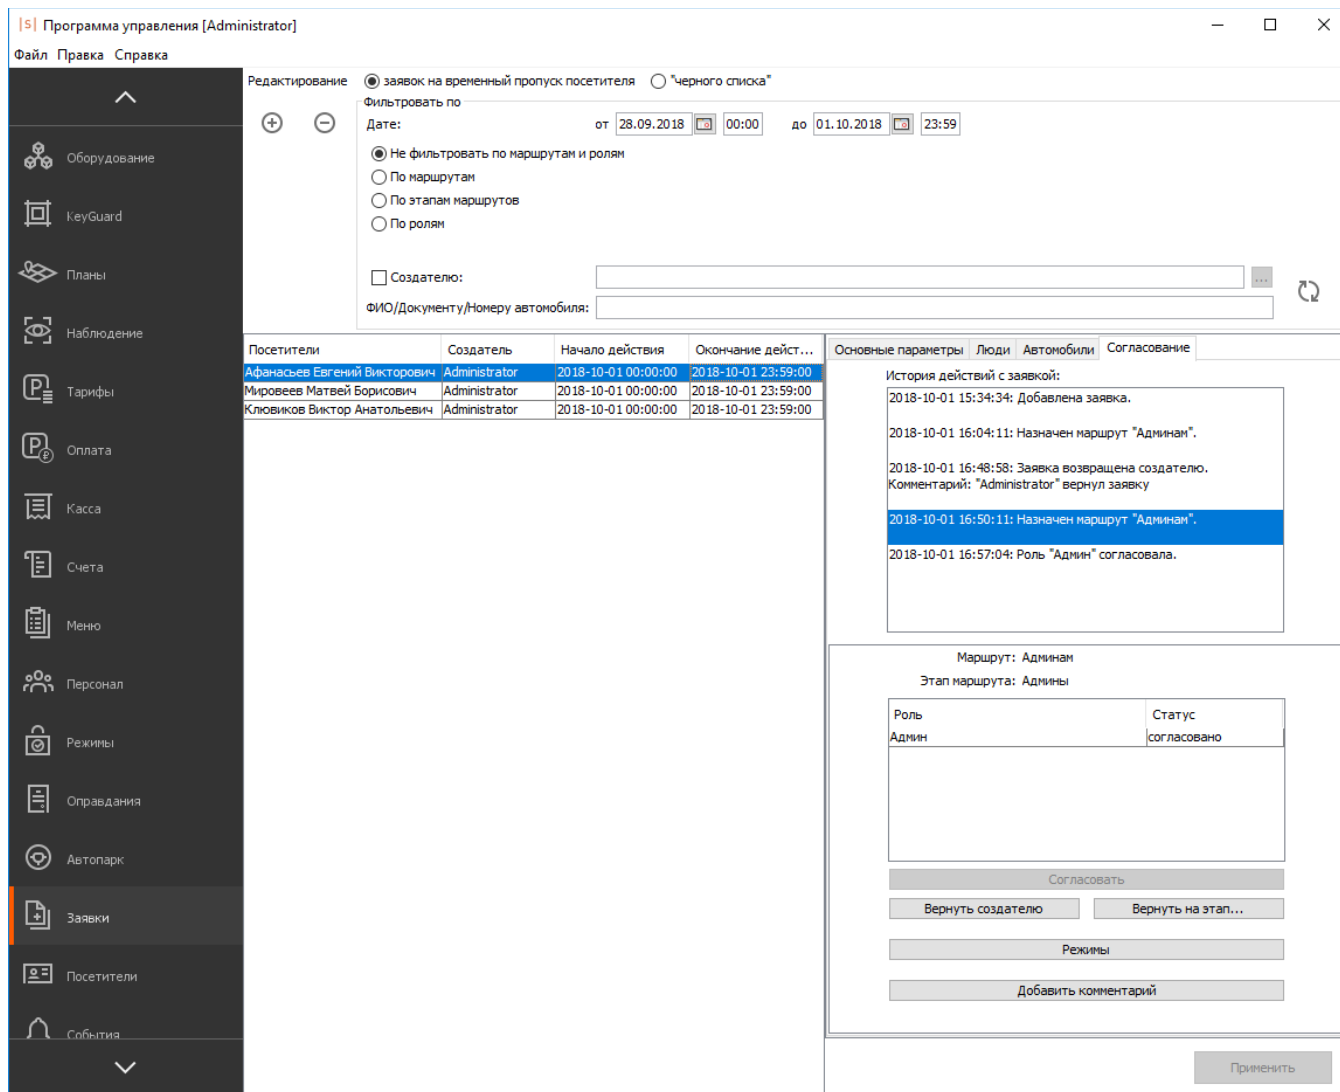 |S| Программа управления [Administrator]
Файл Правка Справка
Оборудование
KeyGuard
Планы
Наблюдение
Тарифы
Оплата
Касса
Счета
Меню
Персонал
Режимы
Оправдания
Автопарк
Заявки
Посетители
События
Редактирование заявок на временный пропуск посетителя "черного списка"
Фильтровать по
Дате: от 28.09.2018 00:00 до 01.10.2018 23:59
Не фильтровать по маршрутам и ролям
По маршрутам
По этапам маршрутов
По ролям
Создателю: ...
ФИО/Документу/Номеру автомобиля:
Посетители Создатель Начало действия Окончание дейст...
Афанасьев Евгений Викторович Administrator 2018-10-01 00:00:00 2018-10-01 23:59:00
Мировеев Матвей Борисович Administrator 2018-10-01 00:00:00 2018-10-01 23:59:00
Клювиков Виктор Анатольевич Administrator 2018-10-01 00:00:00 2018-10-01 23:59:00
Основные параметры Люди Автомобили Согласование
История действий с заявкой:
2018-10-01 15:34:34: Добавлена заявка.
2018-10-01 16:04:11: Назначен маршрут "Админам".
2018-10-01 16:48:58: Заявка возвращена создателю.
Комментарий: "Administrator" вернул заявку
2018-10-01 16:50:11: Назначен маршрут "Админам".
2018-10-01 16:57:04: Роль "Админ" согласовала.
Маршрут: Админам
Этап маршрута: Админы
Роль Статус
Админ согласовано
Согласовать
Вернуть создателю Вернуть на этап...
Режимы
Добавить комментарий
Применить